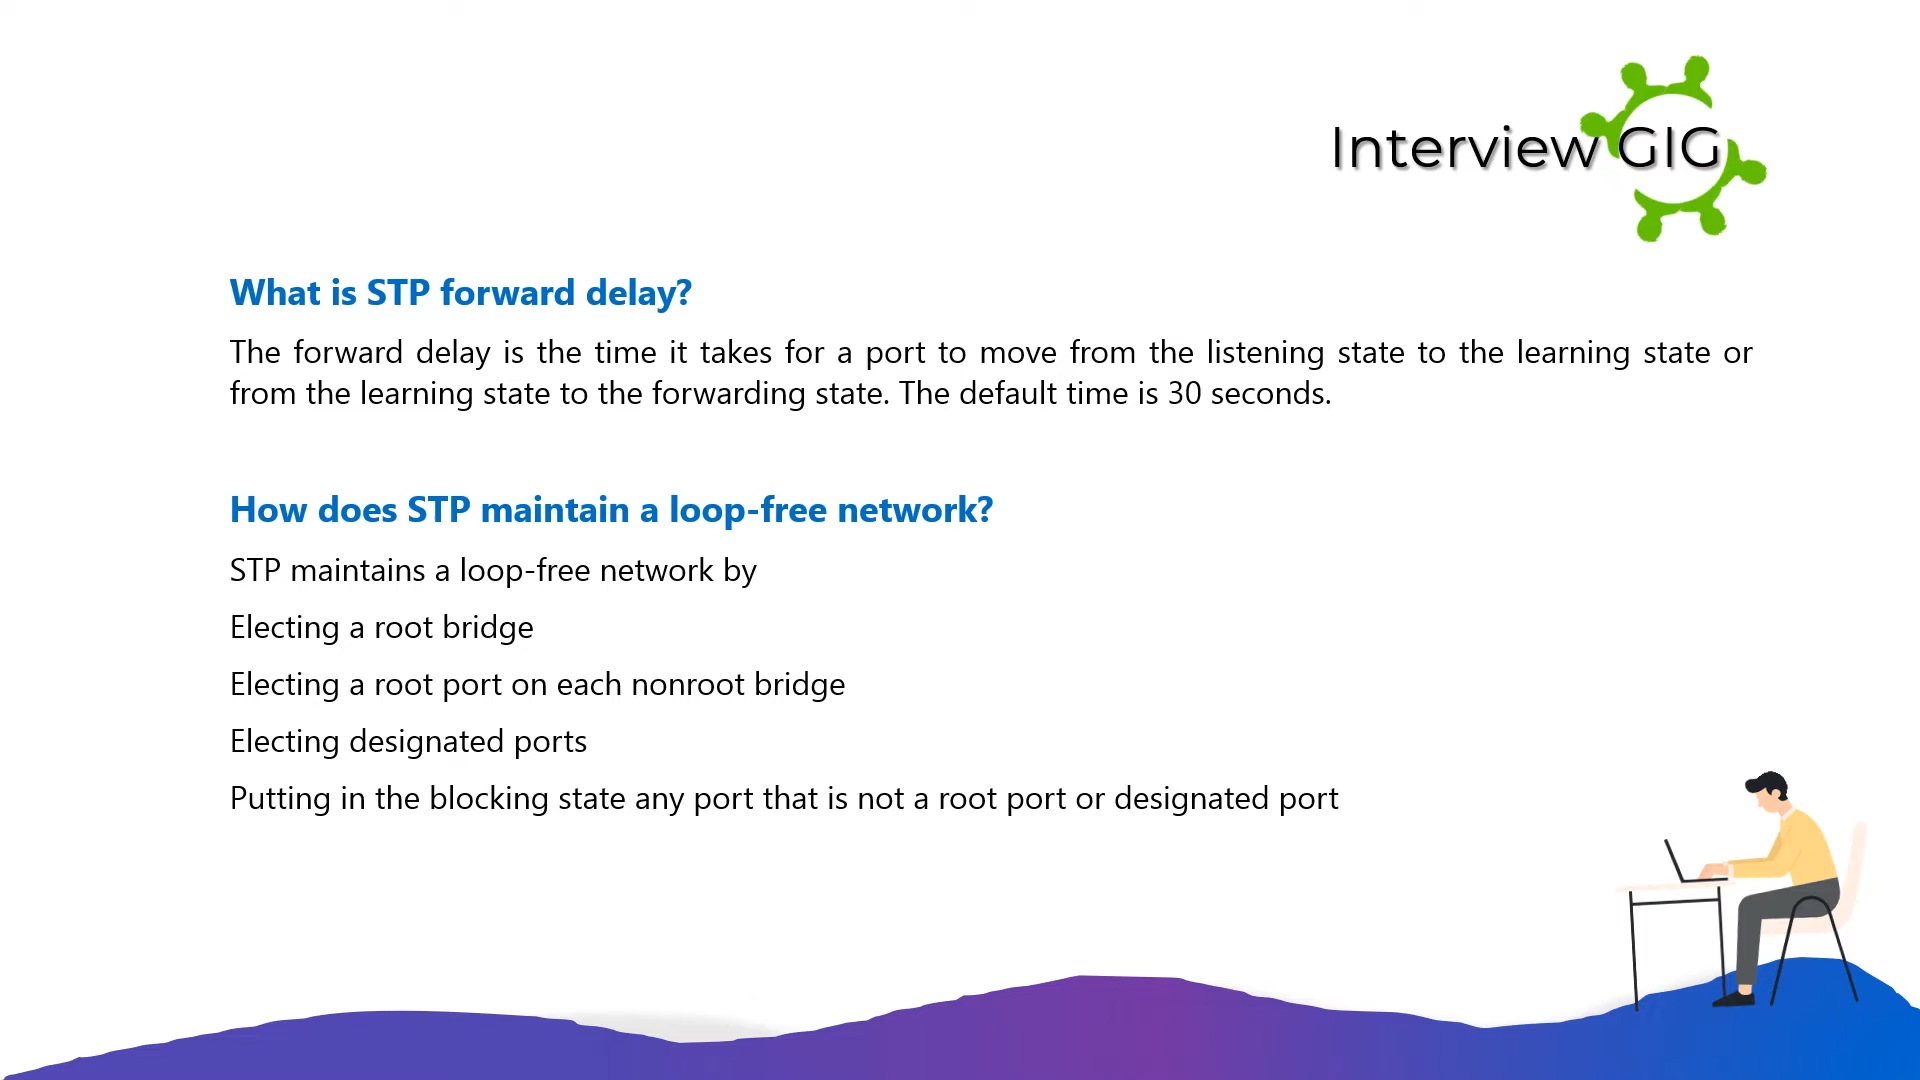 Interview GIG
What is STP forward delay?
The forward delay is the time it takes for a port to move from the listening state to the learning state or
from the learning state to the forwarding state. The default time is 30 seconds.
How does STP maintain a loop-free network?
STP maintains a loop-free network by
Electing a root bridge
Electing a root port on each nonroot bridge
Electing designated ports
Putting in the blocking state any port that is not a root port or designated port